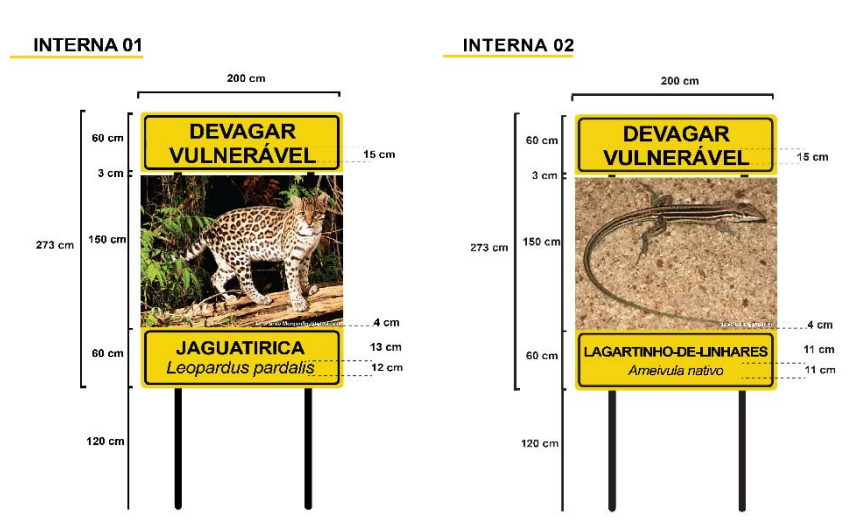 INTERNA 01
200 cm
60 cm
DEVAGAR
VULNERÁVEL
15 cm
3 cm
273 cm
150 cm
4 cm
60 cm
JAGUATIRICA
13 cm
Leopardus pardalis
12 cm
120 cm
INTERNA 02
200 cm
60 cm
DEVAGAR
VULNERÁVEL
15 cm
3 cm
273 cm
150 cm
4 cm
60 cm
LAGARTINHO-DE-LINHARES
11 cm
Ameivula nativo
11 cm
120 cm